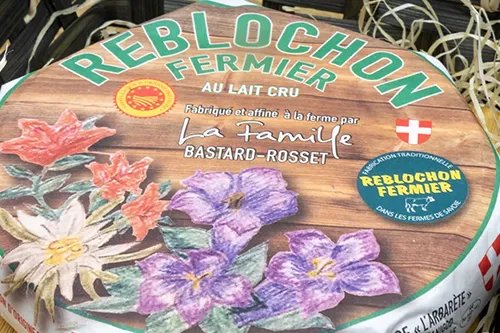 REBLOCHON
FERMIER
AU LAIT CRU
Fabriqué et affiné à la ferme par
La Famille
BASTARD-ROSSET
FABRICATION TRADITIONNELLE
REBLOCHON
FERMIER
DANS LES FERMES DE SAVOIE
"L'ARBARÈTE"